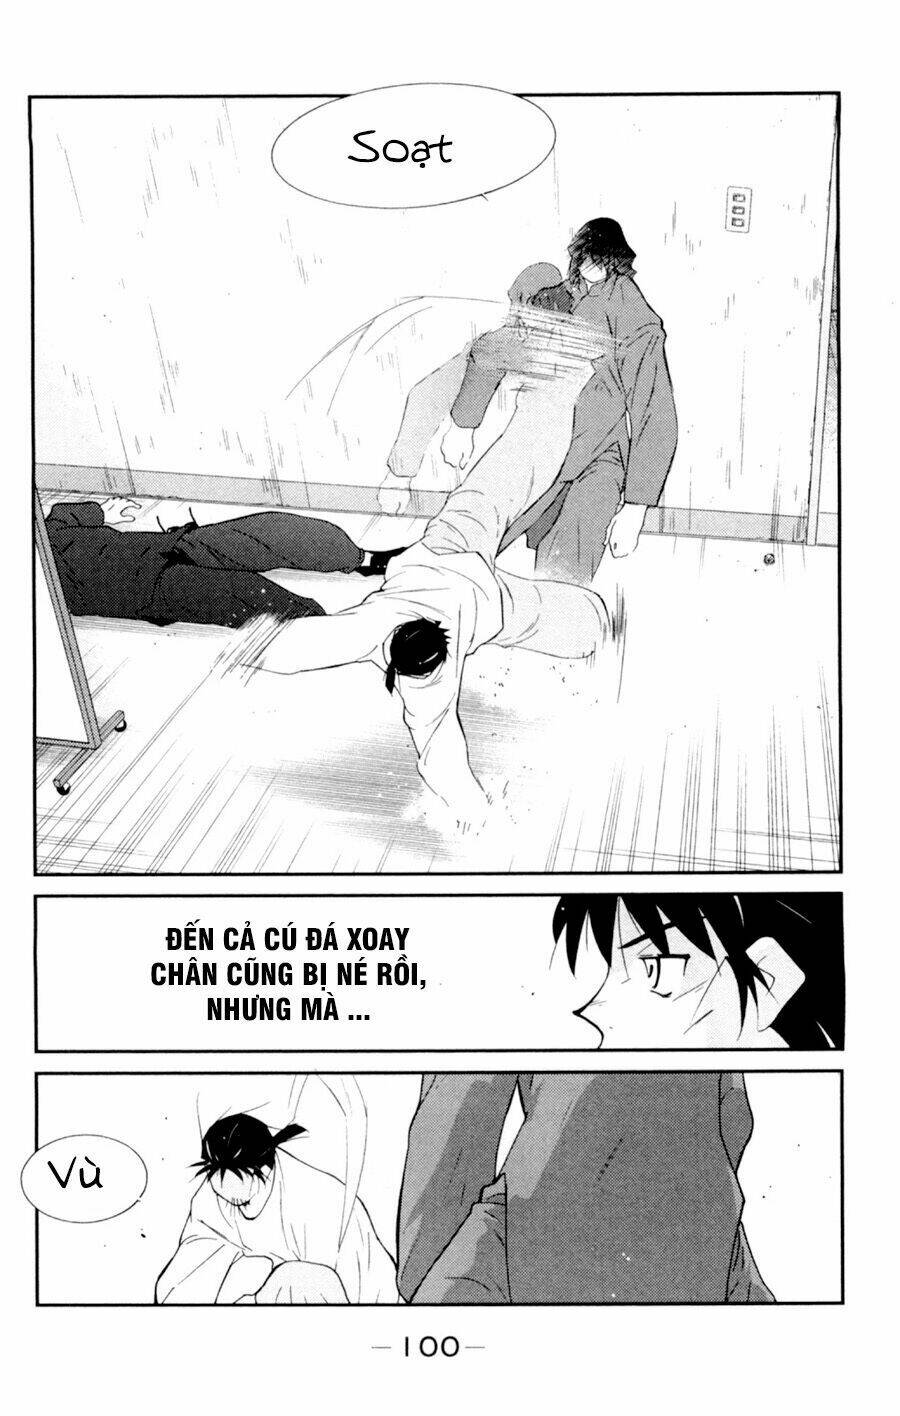 Soạt
ĐẾN CẢ CÚ ĐÁ XOAY
CHÂN CŨNG BỊ NÉ RỒI,
NHƯNG MÀ ...
Vù
— 100 —